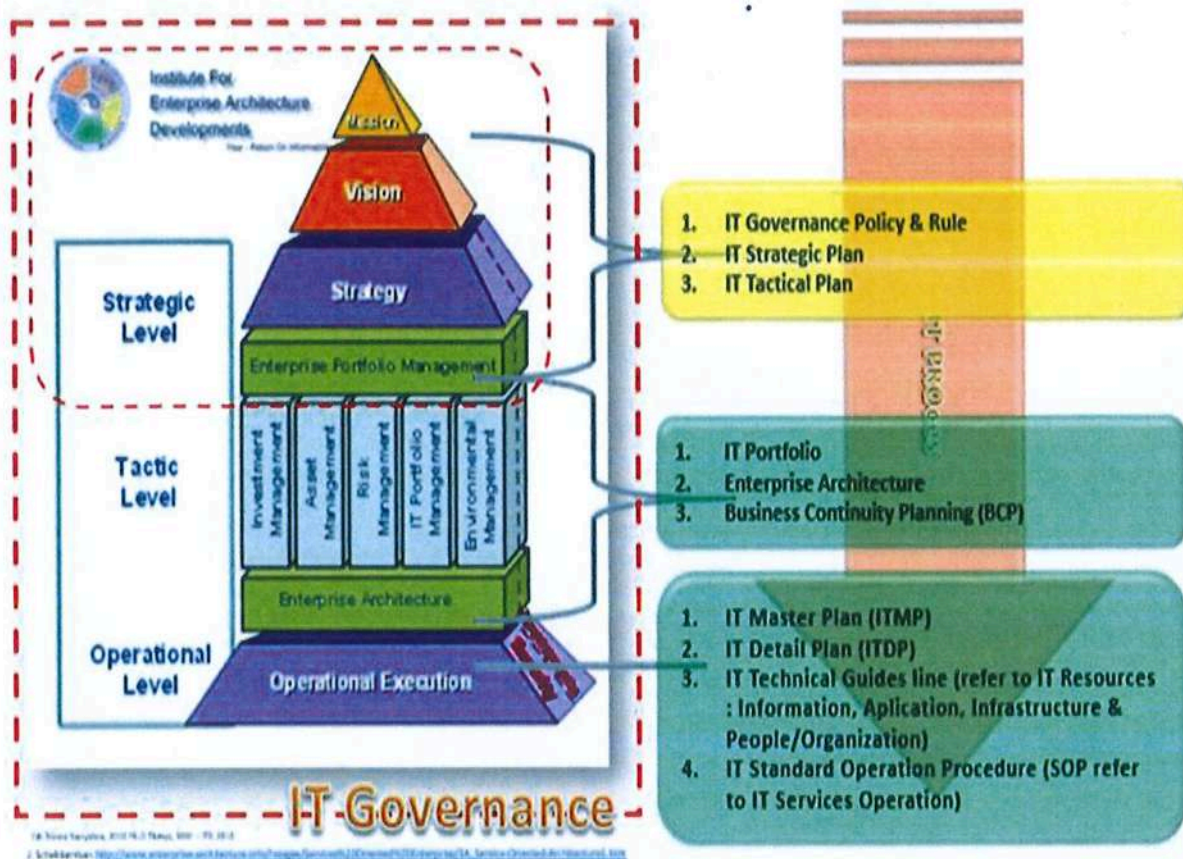 Institute For
Enterprise Architecture
Developments
Mission
Vision
Strategy
Enterprise Portfolio Management
Strategic
Level
Tactic
Level
Operational
Level
Investment
Management
Asset
Management
Risk
Management
IT Portfolio
Management
Environmental
Management
Enterprise Architecture
Operational Execution
IT Governance
1. IT Governance Policy & Rule
2. IT Strategic Plan
3. IT Tactical Plan
1. IT Portfolio
2. Enterprise Architecture
3. Business Continuity Planning (BCP)
1. IT Master Plan (ITMP)
2. IT Detail Plan (ITDP)
3. IT Technical Guides line (refer to IT Resources
: Information, Aplication, Infrastructure &
People/Organization)
4. IT Standard Operation Procedure (SOP refer
to IT Services Operation)